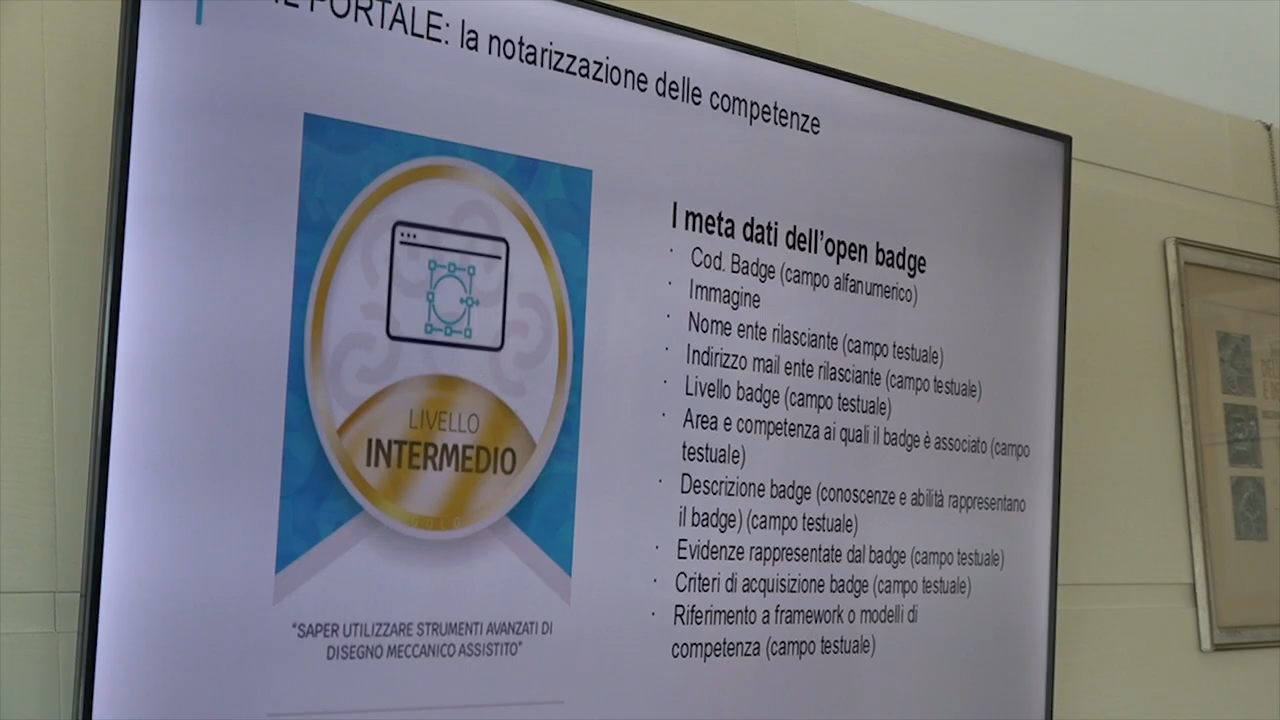 IL PORTALE: la notarizzazione delle competenze
LIVELLO
INTERMEDIO
GOLD
"SAPER UTILIZZARE STRUMENTI AVANZATI DI
DISEGNO MECCANICO ASSISTITO"
I meta dati dell'open badge
· Cod. Badge (campo alfanumerico)
· Immagine
· Nome ente rilasciante (campo testuale)
· Indirizzo mail ente rilasciante (campo testuale)
· Livello badge (campo testuale)
· Area e competenza ai quali il badge è associato (campo
testuale)
· Descrizione badge (conoscenze e abilità rappresentano
il badge) (campo testuale)
· Evidenze rappresentate dal badge (campo testuale)
· Criteri di acquisizione badge (campo testuale)
· Riferimento a framework o modelli di
competenza (campo testuale)